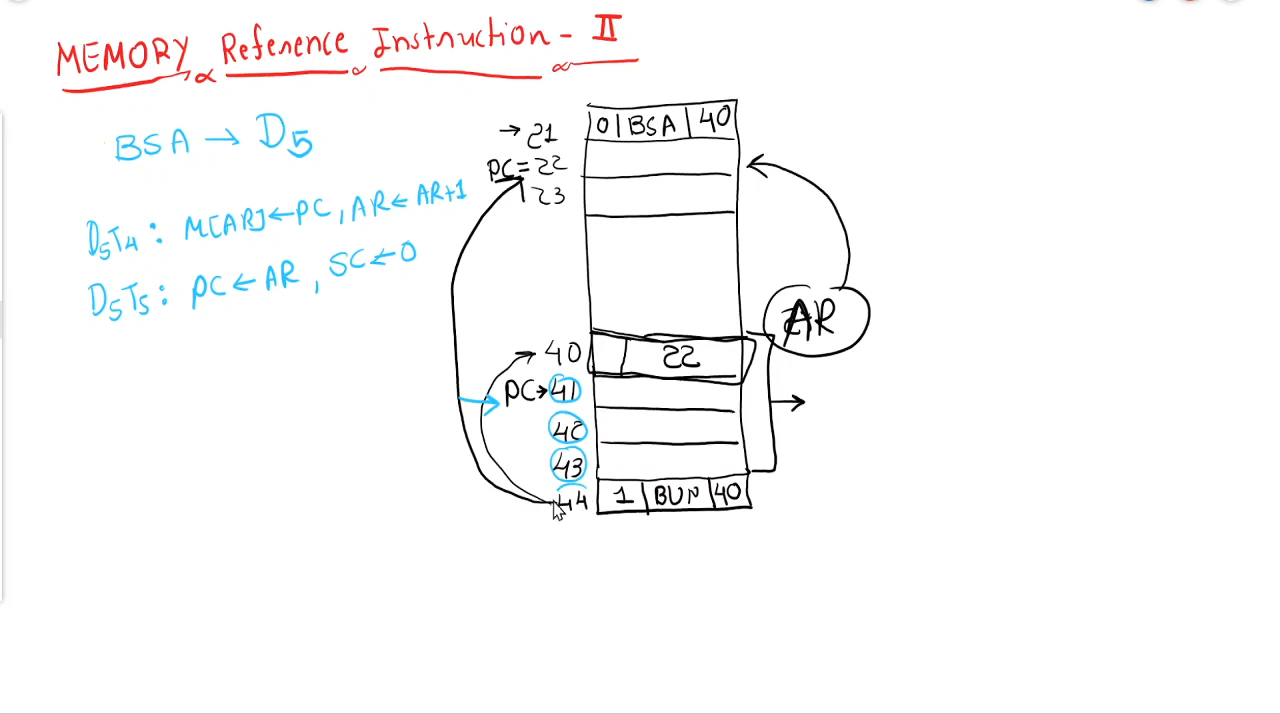 MEMORY Reference Instruction - II
BSA → D5
D5T4 : M[AR]←PC, AR←AR+1
D5T5 : PC←AR, SC←0
→ 21 0 BSA 40
PC = 22
23
AR
→ 40 22
PC→ 41
42
43
44 1 BUN 40